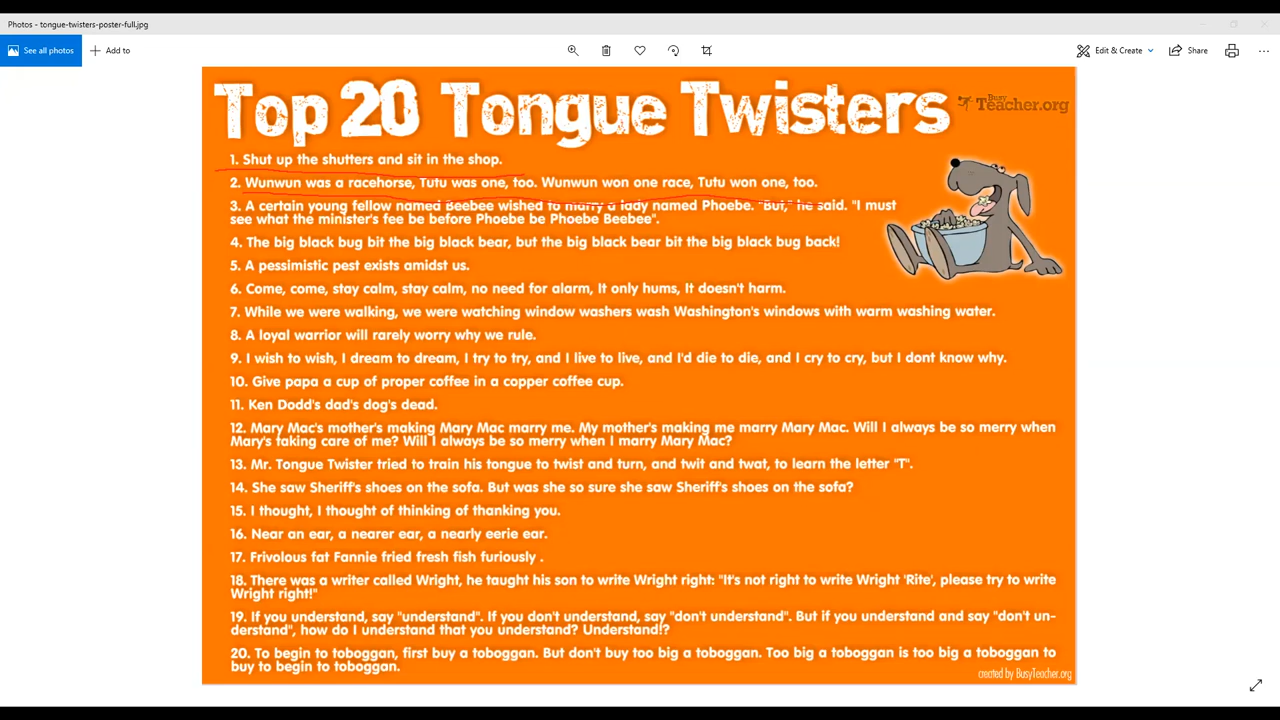 Photos - tongue-twisters-poster-full.jpg
See all photos
Add to
Edit & Create
Share
Top 20 Tongue Twisters
Busy
Teacher.org
1. Shut up the shutters and sit in the shop.
2. Wunwun was a racehorse, Tutu was one, too. Wunwun won one race, Tutu won one, too.
3. A certain young fellow named Beebee wished to marry a lady named Phoebe. "But," he said. "I must
see what the minister's fee be before Phoebe be Phoebe Beebee".
4. The big black bug bit the big black bear, but the big black bear bit the big black bug back!
5. A pessimistic pest exists amidst us.
6. Come, come, stay calm, stay calm, no need for alarm, It only hums, It doesn't harm.
7. While we were walking, we were watching window washers wash Washington's windows with warm washing water.
8. A loyal warrior will rarely worry why we rule.
9. I wish to wish, I dream to dream, I try to try, and I live to live, and I'd die to die, and I cry to cry, but I dont know why.
10. Give papa a cup of proper coffee in a copper coffee cup.
11. Ken Dodd's dad's dog's dead.
12. Mary Mac's mother's making Mary Mac marry me. My mother's making me marry Mary Mac. Will I always be so merry when
Mary's taking care of me? Will I always be so merry when I marry Mary Mac?
13. Mr. Tongue Twister tried to train his tongue to twist and turn, and twit and twat, to learn the letter "T".
14. She saw Sheriff's shoes on the sofa. But was she so sure she saw Sheriff's shoes on the sofa?
15. I thought, I thought of thinking of thanking you.
16. Near an ear, a nearer ear, a nearly eerie ear.
17. Frivolous fat Fannie fried fresh fish furiously .
18. There was a writer called Wright, he taught his son to write Wright right: "It's not right to write Wright 'Rite', please try to write
Wright right!"
19. If you understand, say "understand". If you don't understand, say "don't understand". But if you understand and say "don't un-
derstand", how do I understand that you understand? Understand!?
20. To begin to toboggan, first buy a toboggan. But don't buy too big a toboggan. Too big a toboggan is too big a toboggan to
buy to begin to toboggan.
created by BusyTeacher.org